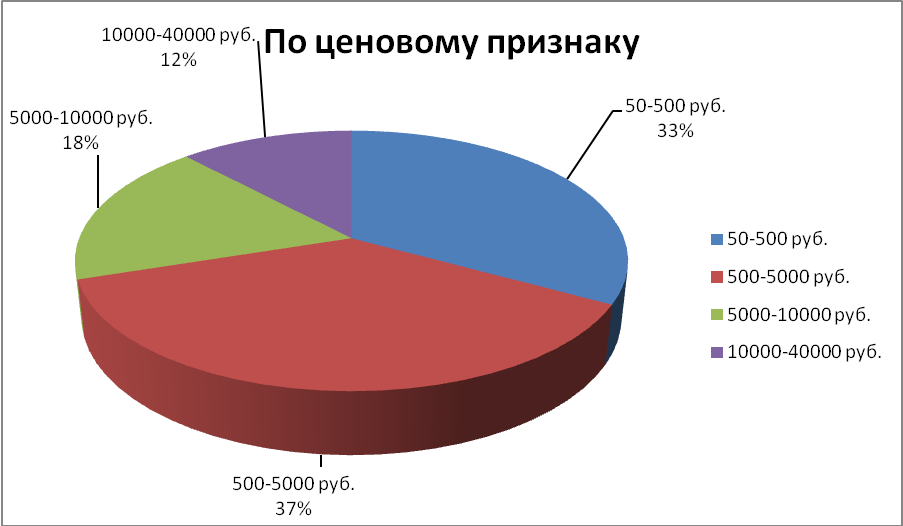 По ценовому признаку
10000-40000 руб.
12%
5000-10000 руб.
18%
50-500 руб.
33%
500-5000 руб.
37%
50-500 руб.
500-5000 руб.
5000-10000 руб.
10000-40000 руб.